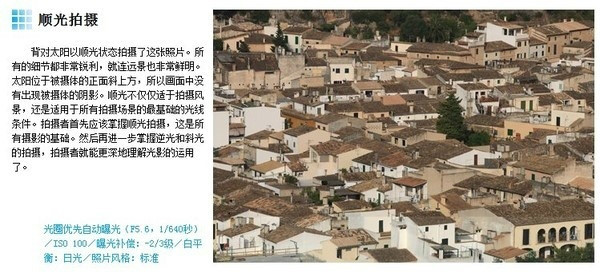 顺光拍摄
背对太阳以顺光状态拍摄了这张照片。所
有的细节都非常锐利，就连远景也非常鲜明。
太阳位于被摄体的正面斜上方，所以画面中没
有出现被摄体的阴影。顺光不仅仅适于拍摄风
景，还是适用于所有拍摄场景的最基础的光线
条件。拍摄者首先应该掌握顺光拍摄，这是所
有摄影的基础。然后再进一步掌握逆光和斜光
的拍摄，拍摄者就能更深地理解光影的运用
了。
光圈优先自动曝光（F5.6，1/640秒）
／ISO 100／曝光补偿：-2/3级／白平
衡：日光／照片风格：标准